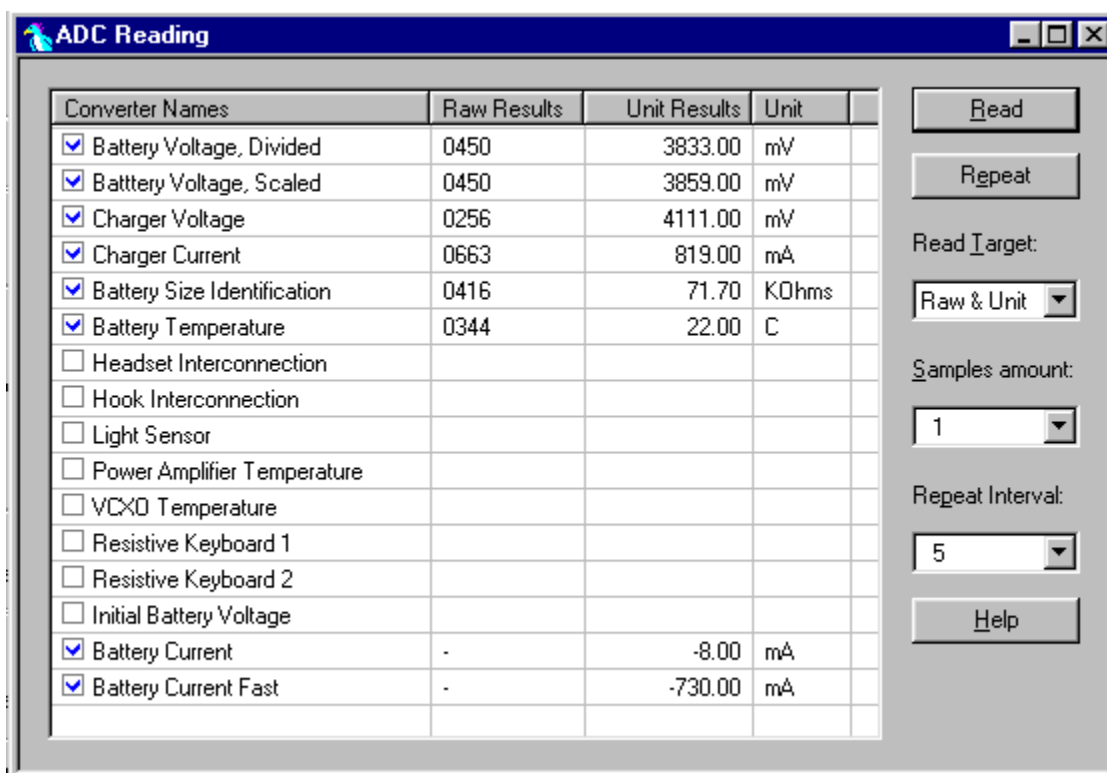 ADC Reading
Converter Names Raw Results Unit Results Unit
Battery Voltage, Divided 0450 3833.00 mV
Batttery Voltage, Scaled 0450 3859.00 mV
Charger Voltage 0256 4111.00 mV
Charger Current 0663 819.00 mA
Battery Size Identification 0416 71.70 KOhms
Battery Temperature 0344 22.00 C
Headset Interconnection
Hook Interconnection
Light Sensor
Power Amplifier Temperature
VCXO Temperature
Resistive Keyboard 1
Resistive Keyboard 2
Initial Battery Voltage
Battery Current - -8.00 mA
Battery Current Fast - -730.00 mA
Read
Repeat
Read Target:
Raw & Unit
Samples amount:
1
Repeat Interval:
5
Help